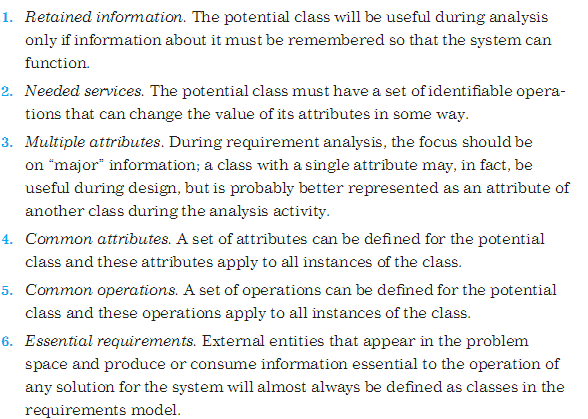 1. Retained information. The potential class will be useful during analysis
only if information about it must be remembered so that the system can
function.
2. Needed services. The potential class must have a set of identifiable opera-
tions that can change the value of its attributes in some way.
3. Multiple attributes. During requirement analysis, the focus should be
on “major” information; a class with a single attribute may, in fact, be
useful during design, but is probably better represented as an attribute of
another class during the analysis activity.
4. Common attributes. A set of attributes can be defined for the potential
class and these attributes apply to all instances of the class.
5. Common operations. A set of operations can be defined for the potential
class and these operations apply to all instances of the class.
6. Essential requirements. External entities that appear in the problem
space and produce or consume information essential to the operation of
any solution for the system will almost always be defined as classes in the
requirements model.